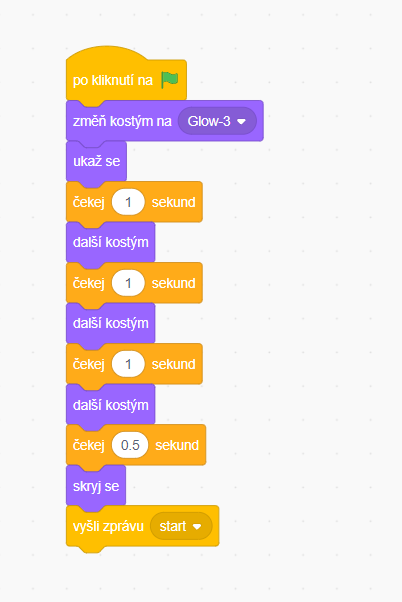 po kliknutí na
změň kostým na Glow-3
ukaž se
čekej 1 sekund
další kostým
čekej 1 sekund
další kostým
čekej 1 sekund
další kostým
čekej 0.5 sekund
skryj se
vyšli zprávu start